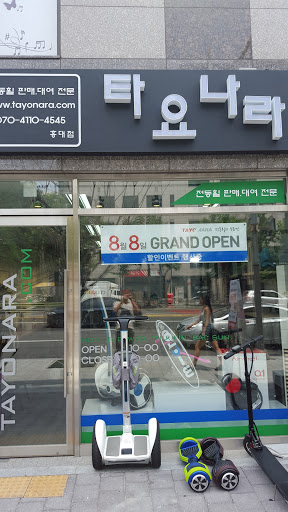 전동휠 판매.대여 전문
www.tayonara.com
070-4110-4545
홍대점
타요나라
전동휠 판매.대여 전문
8월 8일 GRAND OPEN
할인이벤트 행사중
TAYONARA
.COM
OPEN
CLOSE